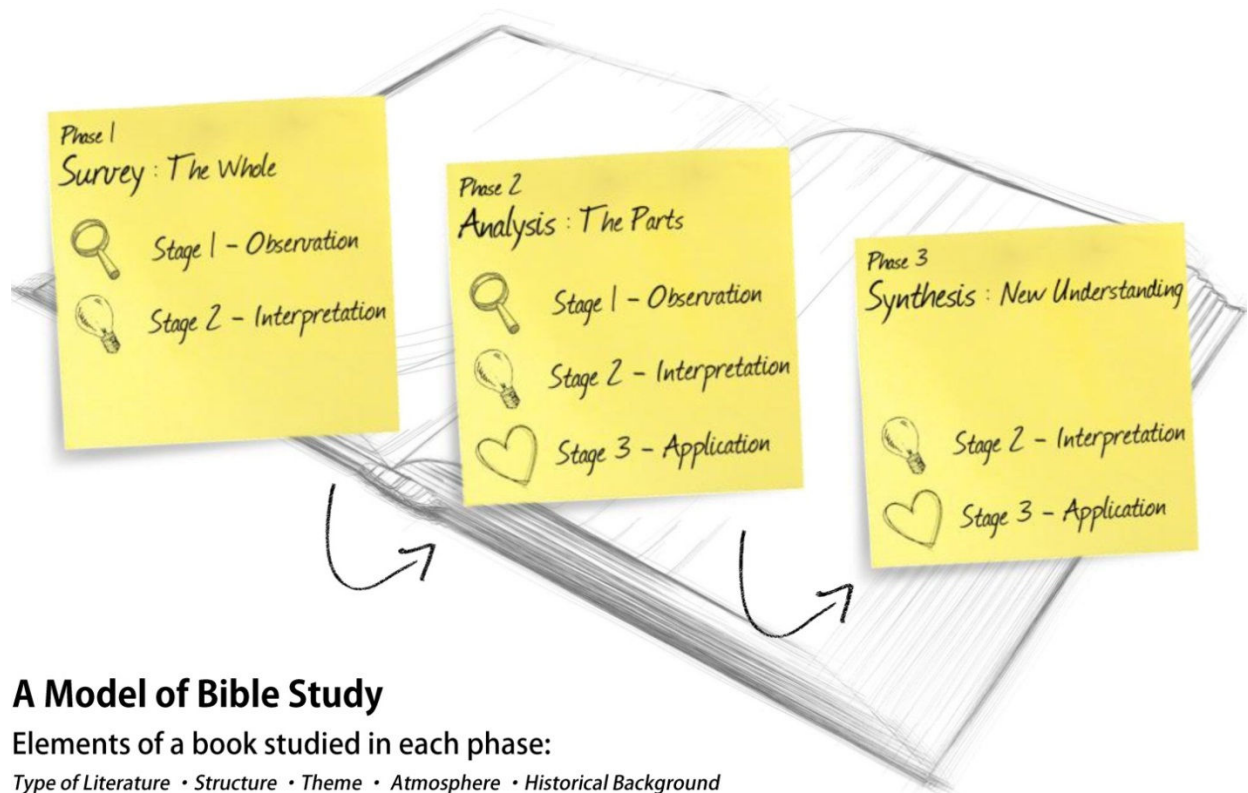 Phase 1
Survey : The Whole
Stage 1 – Observation
Stage 2 – Interpretation
Phase 2
Analysis : The Parts
Stage 1 – Observation
Stage 2 – Interpretation
Stage 3 – Application
Phase 3
Synthesis : New Understanding
Stage 2 – Interpretation
Stage 3 – Application
A Model of Bible Study
Elements of a book studied in each phase:
Type of Literature • Structure • Theme • Atmosphere • Historical Background